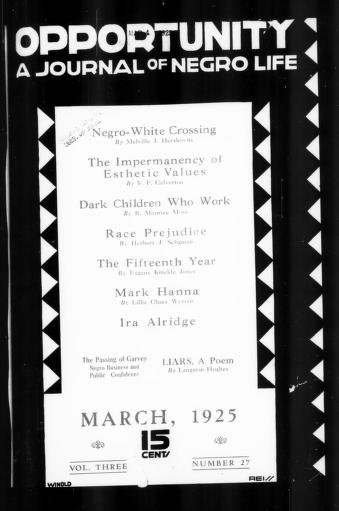 OPPORTUNITY
A JOURNAL OF NEGRO LIFE
Negro-White Crossing
By Melville J. Herskovits
The Impermanency of
Esthetic Values
By V. F. Calverton
Dark Children Who Work
By R. Maurice Moss
Race Prejudice
By Herbert J. Seligman
The Fifteenth Year
By Eugene Kinckle Jones
Mark Hanna
By Lillie Chace Wyman
Ira Alridge
The Passing of Garvey
Negro Business and
Public Confidence
LIARS, A Poem
By Langston Hughes
MARCH, 1925
15
CENTS
VOL. THREE
NUMBER 27
WINOLD
REISS